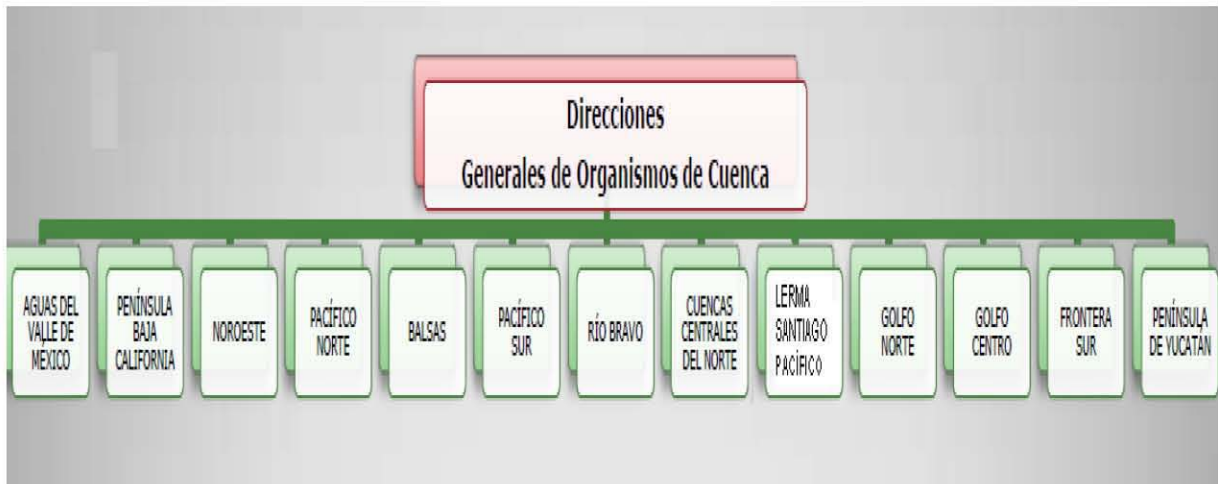 Direcciones
Generales de Organismos de Cuenca
AGUAS DEL
VALLE DE
MÉXICO
PENÍNSULA
BAJA
CALIFORNIA
NOROESTE
PACÍFICO
NORTE
BALSAS
PACÍFICO
SUR
RÍO BRAVO
CUENCAS
CENTRALES
DEL NORTE
LERMA
SANTIAGO
PACÍFICO
GOLFO
NORTE
GOLFO
CENTRO
FRONTERA
SUR
PENÍNSULA
DE YUCATÁN